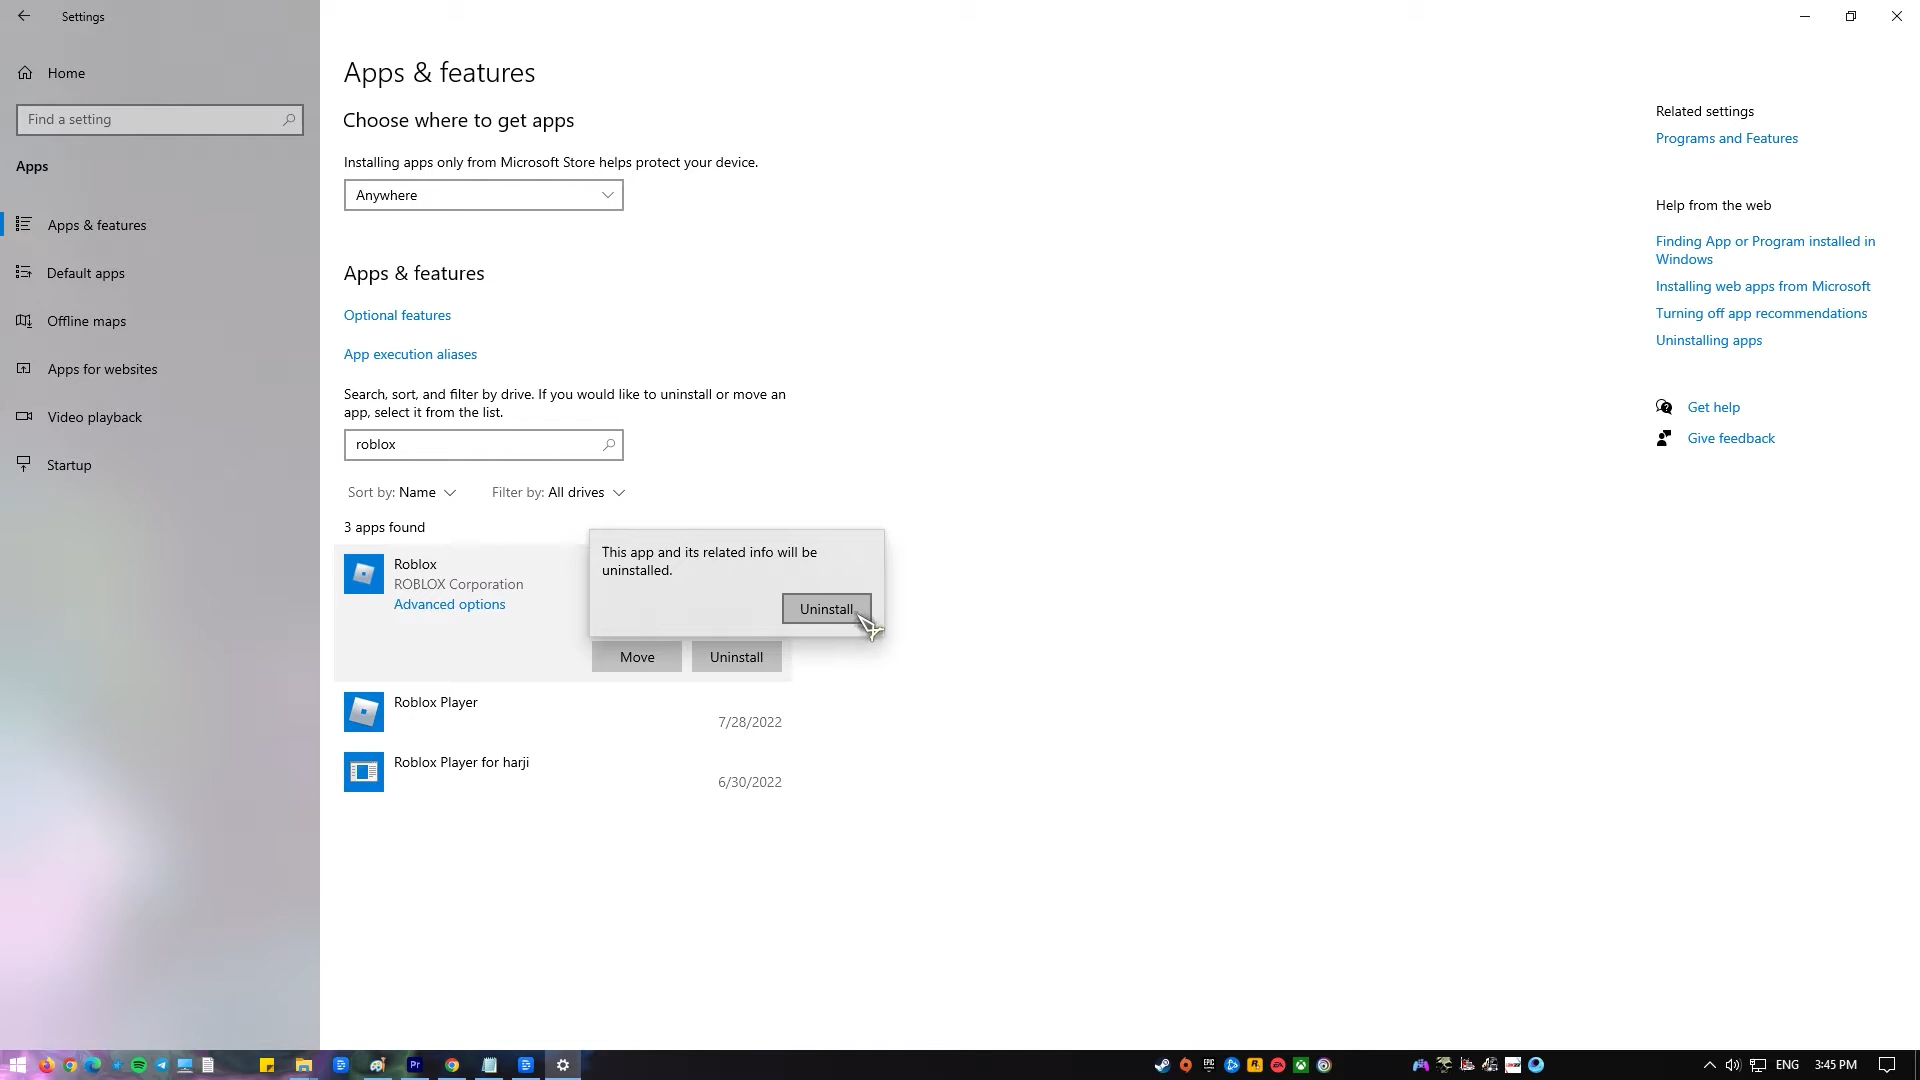 Settings
Home
Find a setting
Apps
Apps & features
Default apps
Offline maps
Apps for websites
Video playback
Startup
Apps & features
Choose where to get apps
Installing apps only from Microsoft Store helps protect your device.
Anywhere
Apps & features
Optional features
App execution aliases
Search, sort, and filter by drive. If you would like to uninstall or move an
app, select it from the list.
roblox
Sort by: Name
Filter by: All drives
3 apps found
Roblox
ROBLOX Corporation
Advanced options
This app and its related info will be
uninstalled.
Uninstall
Move
Uninstall
Roblox Player
7/28/2022
Roblox Player for harji
6/30/2022
Related settings
Programs and Features
Help from the web
Finding App or Program installed in
Windows
Installing web apps from Microsoft
Turning off app recommendations
Uninstalling apps
Get help
Give feedback
Pr
EPIC
R
EA
ENG
3:45 PM